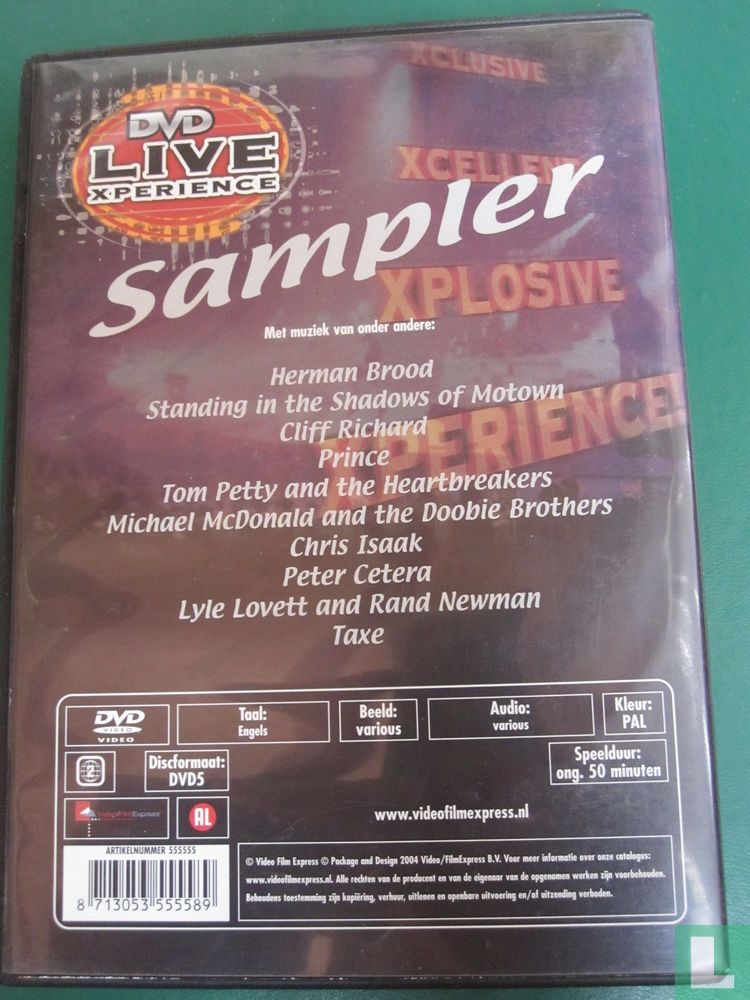 XCLUSIVE
DVD
LIVE
XPERIENCE
XCELLENT
Sampler
XPLOSIVE
Met muziek van onder andere:
Herman Brood
Standing in the Shadows of Motown
Cliff Richard
XPERIENCE!
Prince
Tom Petty and the Heartbreakers
Michael McDonald and the Doobie Brothers
Chris Isaak
Peter Cetera
Lyle Lovett and Rand Newman
Taxe
DVD
VIDEO
VIDEO
Taal:
Engels
Beeld:
various
Audio:
various
Kleur:
PAL
2
Discformaat:
DVD5
Speelduur:
ong. 50 minuten
Video/FilmExpress
AL
www.videofilmexpress.nl
ARTIKELNUMMER 555555
8 713053 555589
© Video Film Express © Package and Design 2004 Video/FilmExpress B.V. Voor meer informatie over onze catalogus:
www.videofilmexpress.nl. Alle rechten van de producent en van de eigenaar van de opgenomen werken zijn voorbehouden.
Behoudens toestemming zijn kopiëring, verhuur, uitlenen en openbare uitvoering en/of uitzending verboden.
L